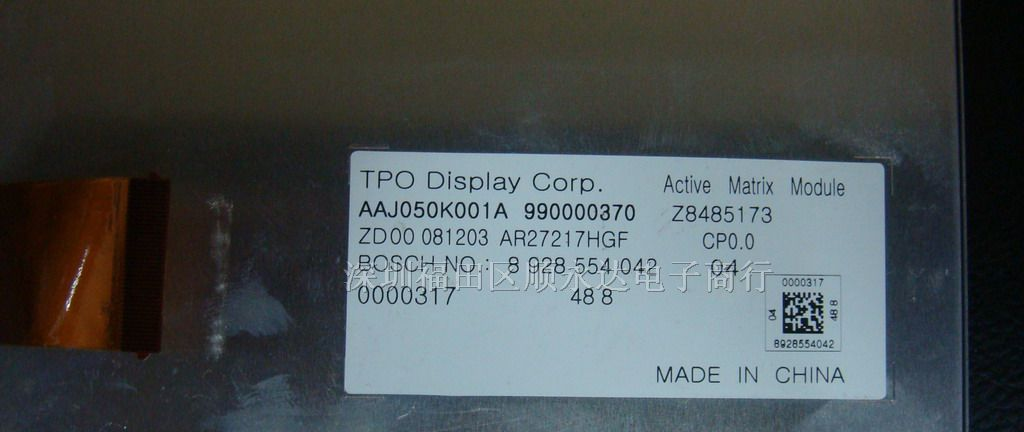 TPO Display Corp. Active Matrix Module
AAJ050K001A 990000370 Z8485173
ZD00 081203 AR27217HGF CP0.0
BOSCH NO.: 8 928 554 042 04
深圳福田区顺永达电子商行
0000317 48 8
0000317
04
48 8
8928554042
MADE IN CHINA